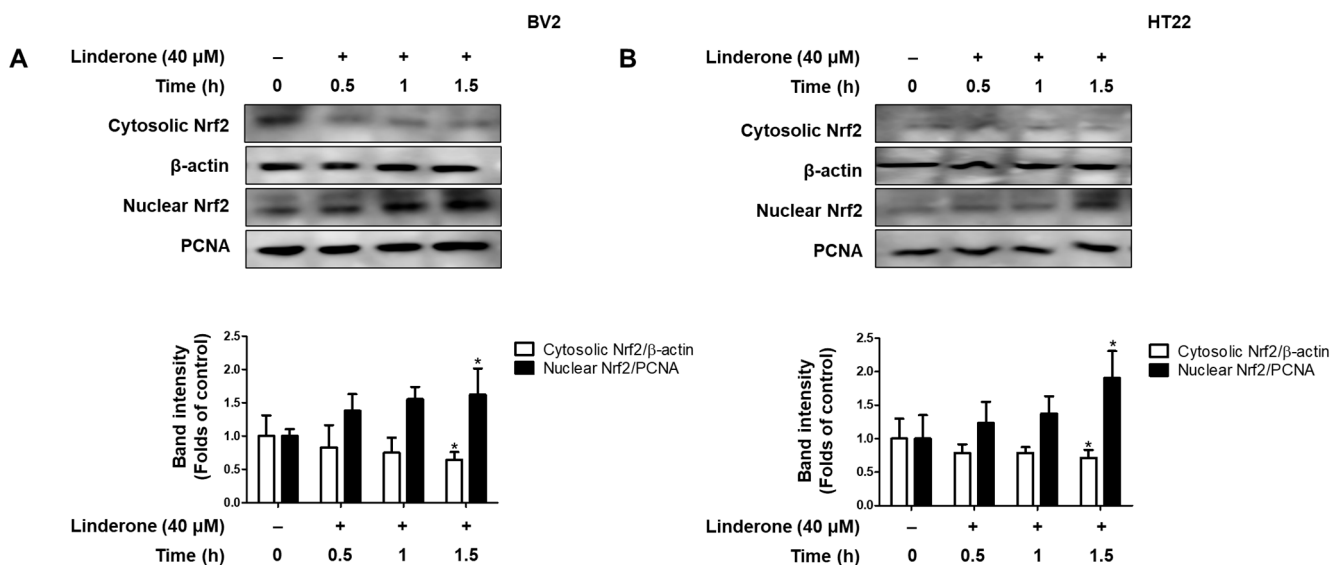 BV2
A
Linderone (40 µM) – + + +
Time (h) 0 0.5 1 1.5
Cytosolic Nrf2
β-actin
Nuclear Nrf2
PCNA
Band intensity
(Folds of control)
2.5
2.0
1.5
1.0
0.5
0.0
* *
Cytosolic Nrf2/β-actin
Nuclear Nrf2/PCNA
Linderone (40 µM) – + + +
Time (h) 0 0.5 1 1.5
HT22
B
Linderone (40 µM) – + + +
Time (h) 0 0.5 1 1.5
Cytosolic Nrf2
β-actin
Nuclear Nrf2
PCNA
Band intensity
(Folds of control)
2.5
2.0
1.5
1.0
0.5
0.0
* *
Cytosolic Nrf2/β-actin
Nuclear Nrf2/PCNA
Linderone (40 µM) – + + +
Time (h) 0 0.5 1 1.5